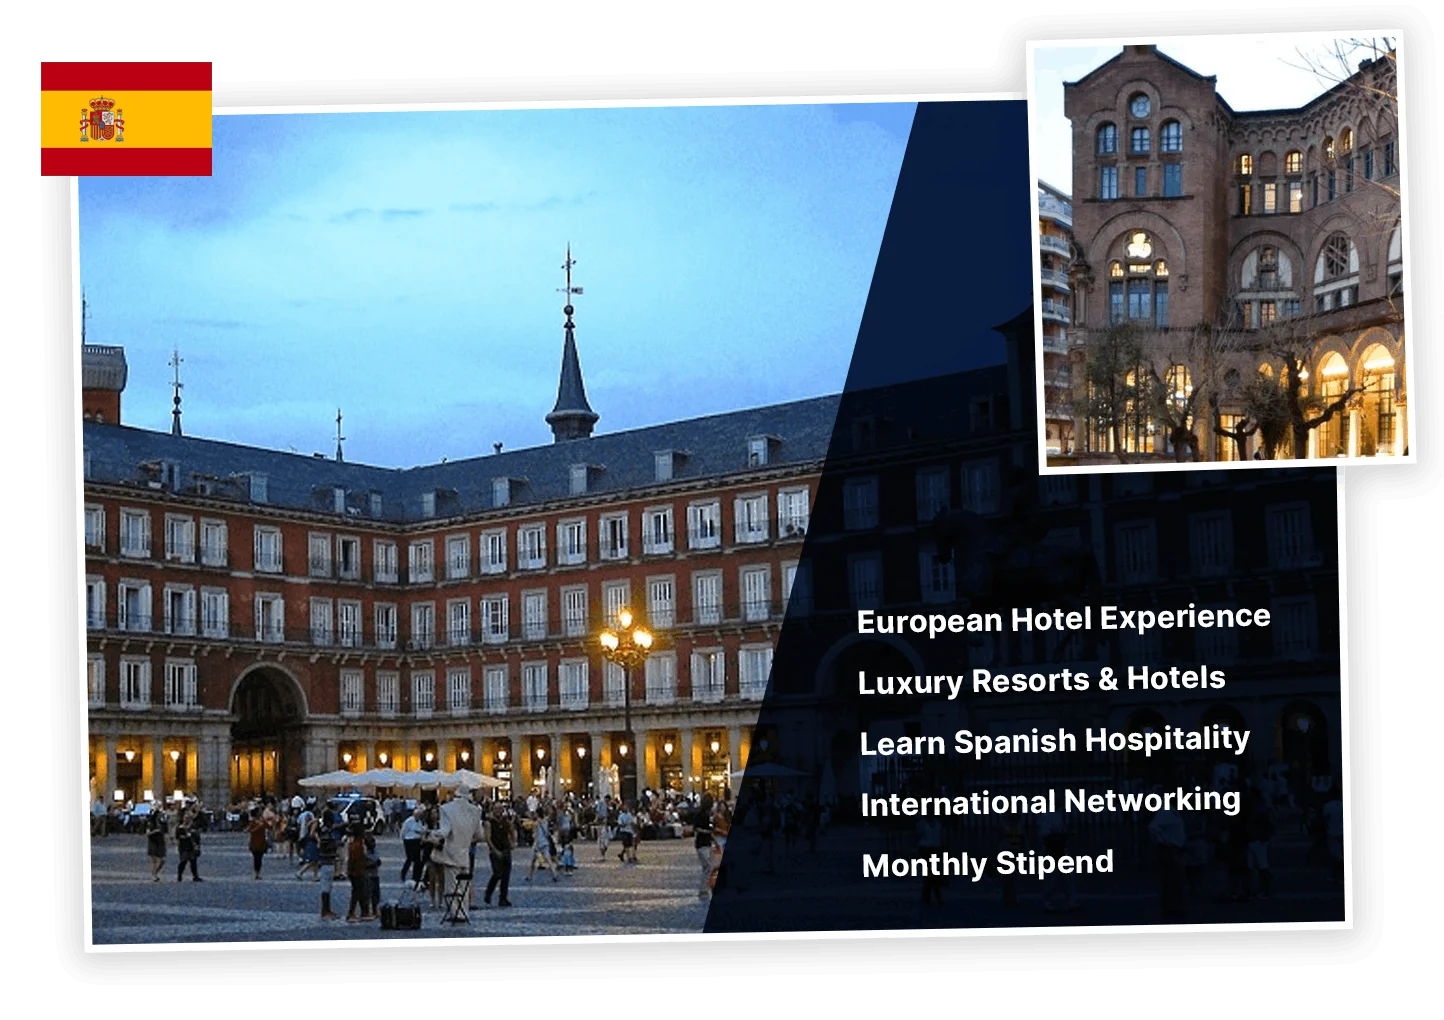 European Hotel Experience
Luxury Resorts & Hotels
Learn Spanish Hospitality
International Networking
Monthly Stipend